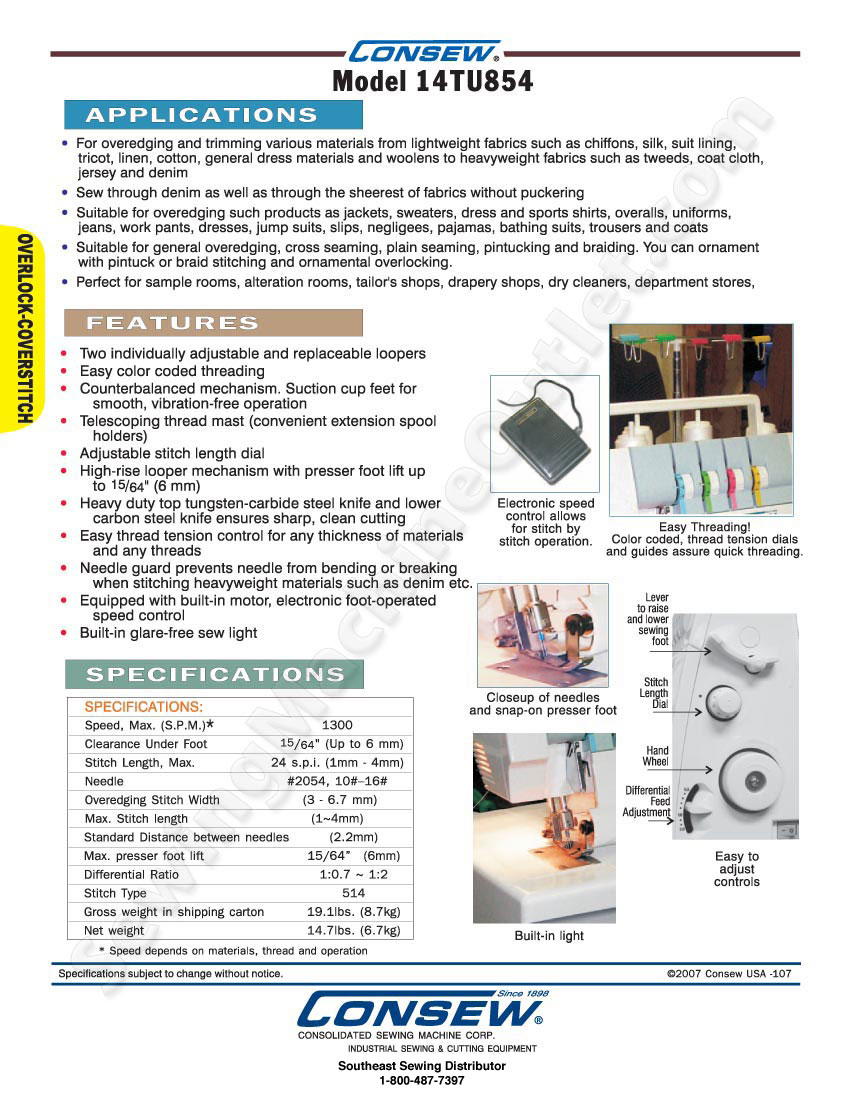 CONSEW®
Model 14TU854
APPLICATIONS
• For overedging and trimming various materials from lightweight fabrics such as chiffons, silk, suit lining,
tricot, linen, cotton, general dress materials and woolens to heavyweight fabrics such as tweeds, coat cloth,
jersey and denim
• Sew through denim as well as through the sheerest of fabrics without puckering
• Suitable for overedging such products as jackets, sweaters, dress and sports shirts, overalls, uniforms,
jeans, work pants, dresses, jump suits, slips, negligees, pajamas, bathing suits, trousers and coats
• Suitable for general overedging, cross seaming, plain seaming, pintucking and braiding. You can ornament
with pintuck or braid stitching and ornamental overlocking.
• Perfect for sample rooms, alteration rooms, tailor's shops, drapery shops, dry cleaners, department stores,
OVERLOCK-COVERSTITCH
FEATURES
• Two individually adjustable and replaceable loopers
• Easy color coded threading
• Counterbalanced mechanism. Suction cup feet for
smooth, vibration-free operation
• Telescoping thread mast (convenient extension spool
holders)
• Adjustable stitch length dial
• High-rise looper mechanism with presser foot lift up
to 15/64" (6 mm)
• Heavy duty top tungsten-carbide steel knife and lower
carbon steel knife ensures sharp, clean cutting
• Easy thread tension control for any thickness of materials
and any threads
• Needle guard prevents needle from bending or breaking
when stitching heavyweight materials such as denim etc.
• Equipped with built-in motor, electronic foot-operated
speed control
• Built-in glare-free sew light
Electronic speed
control allows
for stitch by
stitch operation.
Easy Threading!
Color coded, thread tension dials
and guides assure quick threading.
Closeup of needles
and snap-on presser foot
Lever
to raise
and lower
sewing
foot
Stitch
Length
Dial
Hand
Wheel
Differential
Feed
Adjustment
Easy to
adjust
controls
Built-in light
SPECIFICATIONS
SPECIFICATIONS:
Speed, Max. (S.P.M.)* 1300
Clearance Under Foot 15/64" (Up to 6 mm)
Stitch Length, Max. 24 s.p.i. (1mm - 4mm)
Needle #2054, 10#–16#
Overedging Stitch Width (3 - 6.7 mm)
Max. Stitch length (1~4mm)
Standard Distance between needles (2.2mm)
Max. presser foot lift 15/64” (6mm)
Differential Ratio 1:0.7 ~ 1:2
Stitch Type 514
Gross weight in shipping carton 19.1lbs. (8.7kg)
Net weight 14.7lbs. (6.7kg)
* Speed depends on materials, thread and operation
Specifications subject to change without notice.
©2007 Consew USA -107
Since 1898
CONSEW®
CONSOLIDATED SEWING MACHINE CORP.
INDUSTRIAL SEWING & CUTTING EQUIPMENT
Southeast Sewing Distributor
1-800-487-7397
SewingMachineOutlet.com